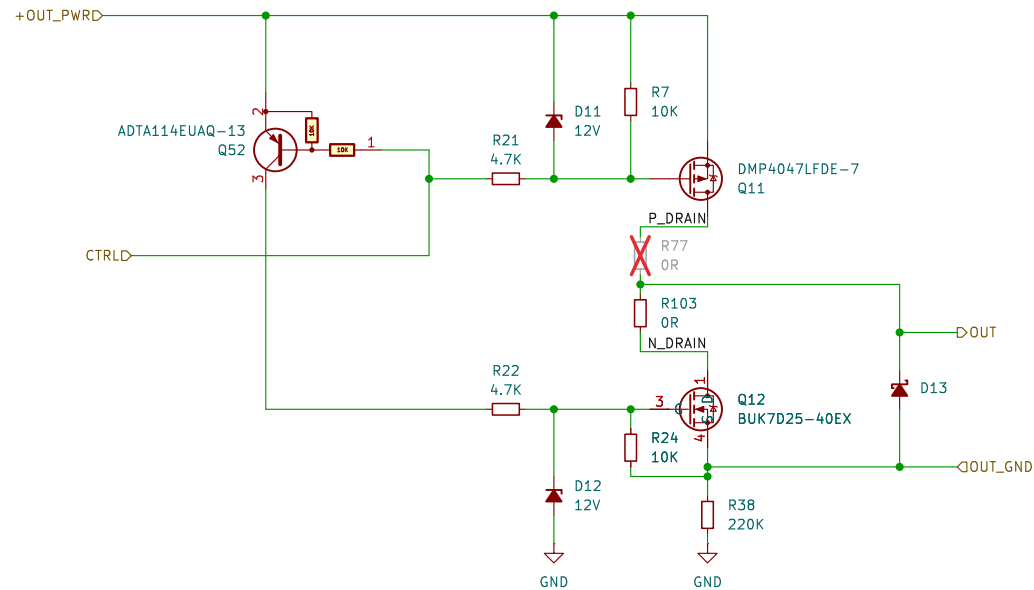 +OUT_PWR
2
ADTA114EUAQ-13
Q52
10K
10K
1
3
D11
12V
R7
10K
R21
4.7K
DMP4047LFDE-7
Q11
P_DRAIN
CTRL
R77
0R
R103
0R
OUT
N_DRAIN
R22
4.7K
1
D13
3
G
S
D
Q12
BUK7D25-40EX
4
R24
10K
OUT_GND
D12
12V
R38
220K
GND
GND